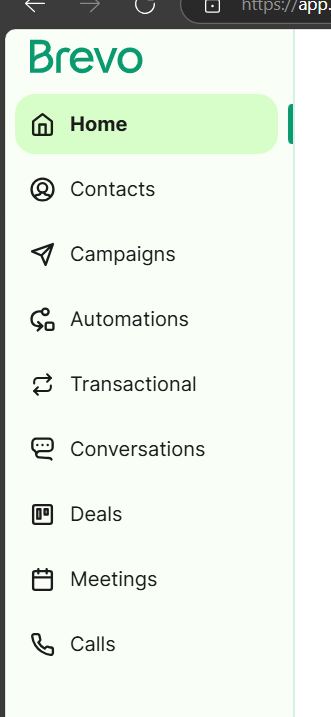 https://app.
Brevo
Home
Contacts
Campaigns
Automations
Transactional
Conversations
Deals
Meetings
Calls